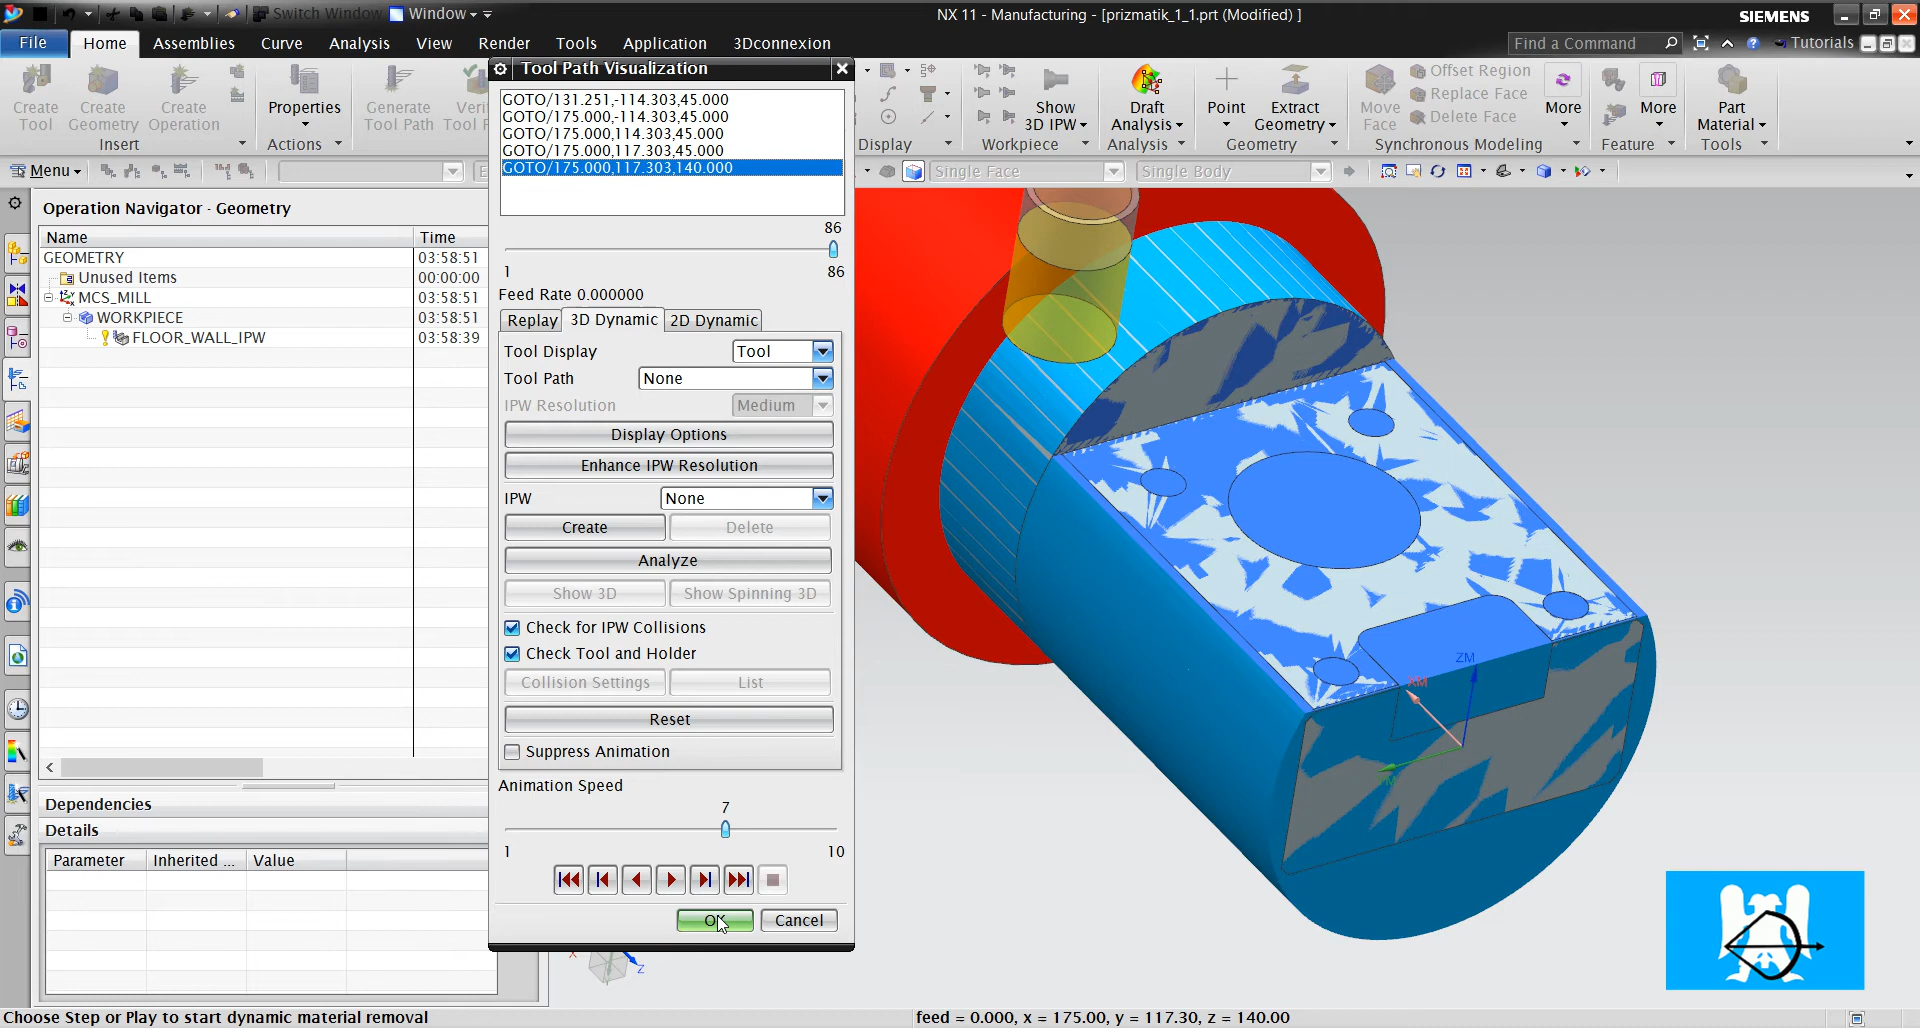 Switch Window
Window
NX 11 - Manufacturing - [prizmatik_1_1.prt (Modified) ]
SIEMENS
File
Home
Assemblies
Curve
Analysis
View
Render
Tools
Application
3Dconnexion
Find a Command
Tutorials
Create Tool
Create Geometry
Create Operation
Insert
Properties
Actions
Generate Tool Path
Show 3D IPW
Display
Workpiece
Draft Analysis
Analysis
Point
Extract Geometry
Geometry
Move Face
Offset Region
Replace Face
Delete Face
More
Synchronous Modeling
More
Feature
Part Material
Tools
Menu
Single Face
Single Body
Operation Navigator - Geometry
Name
Time
GEOMETRY
03:58:51
Unused Items
00:00:00
MCS_MILL
03:58:51
WORKPIECE
03:58:51
FLOOR_WALL_IPW
03:58:39
Dependencies
Details
Parameter
Inherited ...
Value
Tool Path Visualization
GOTO/131.251,-114.303,45.000
GOTO/175.000,-114.303,45.000
GOTO/175.000,114.303,45.000
GOTO/175.000,117.303,45.000
GOTO/175.000,117.303,140.000
86
1
86
Feed Rate 0.000000
Replay
3D Dynamic
2D Dynamic
Tool Display
Tool
Tool Path
None
IPW Resolution
Medium
Display Options
Enhance IPW Resolution
IPW
None
Create
Delete
Analyze
Show 3D
Show Spinning 3D
Check for IPW Collisions
Check Tool and Holder
Collision Settings
List
Reset
Suppress Animation
Animation Speed
7
1
10
OK
Cancel
ZM
XM
X
Z
Choose Step or Play to start dynamic material removal
feed = 0.000, x = 175.00, y = 117.30, z = 140.00